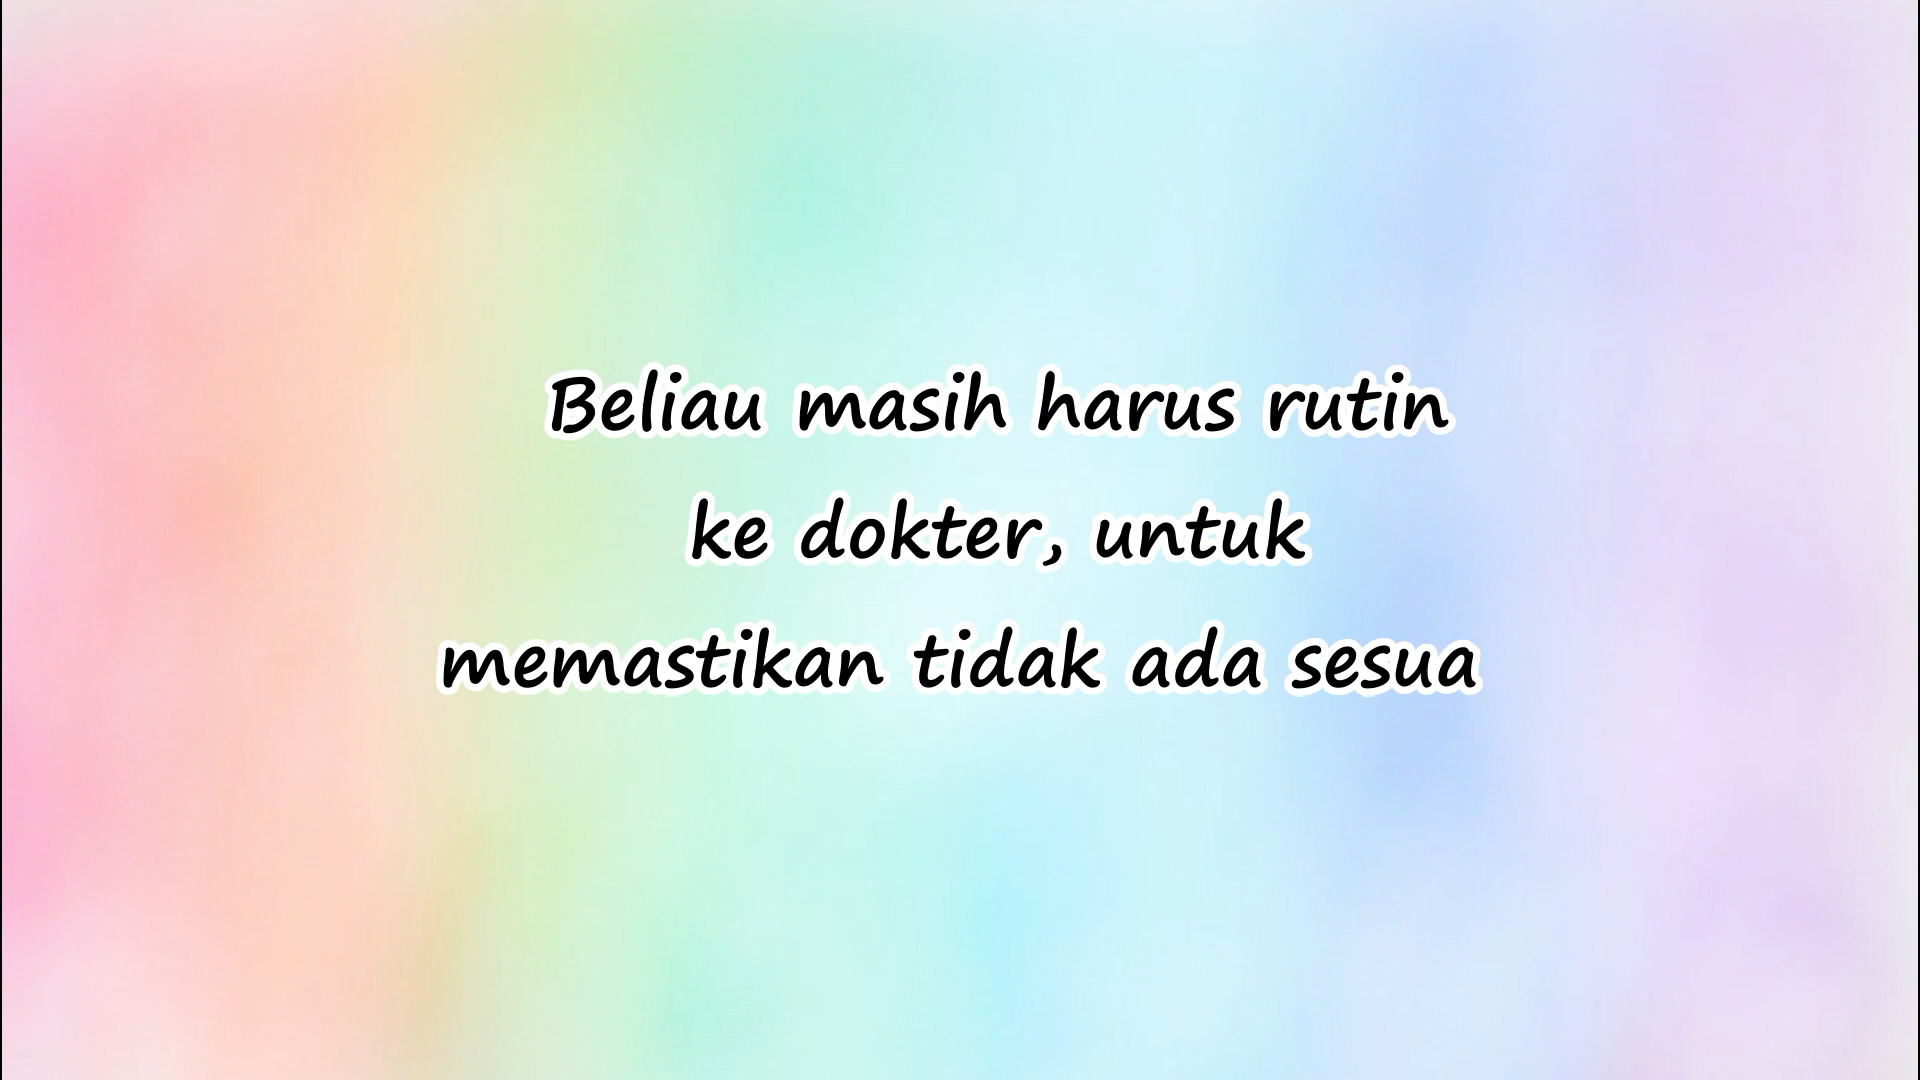 Beliau masih harus rutin
ke dokter, untuk
memastikan tidak ada sesua